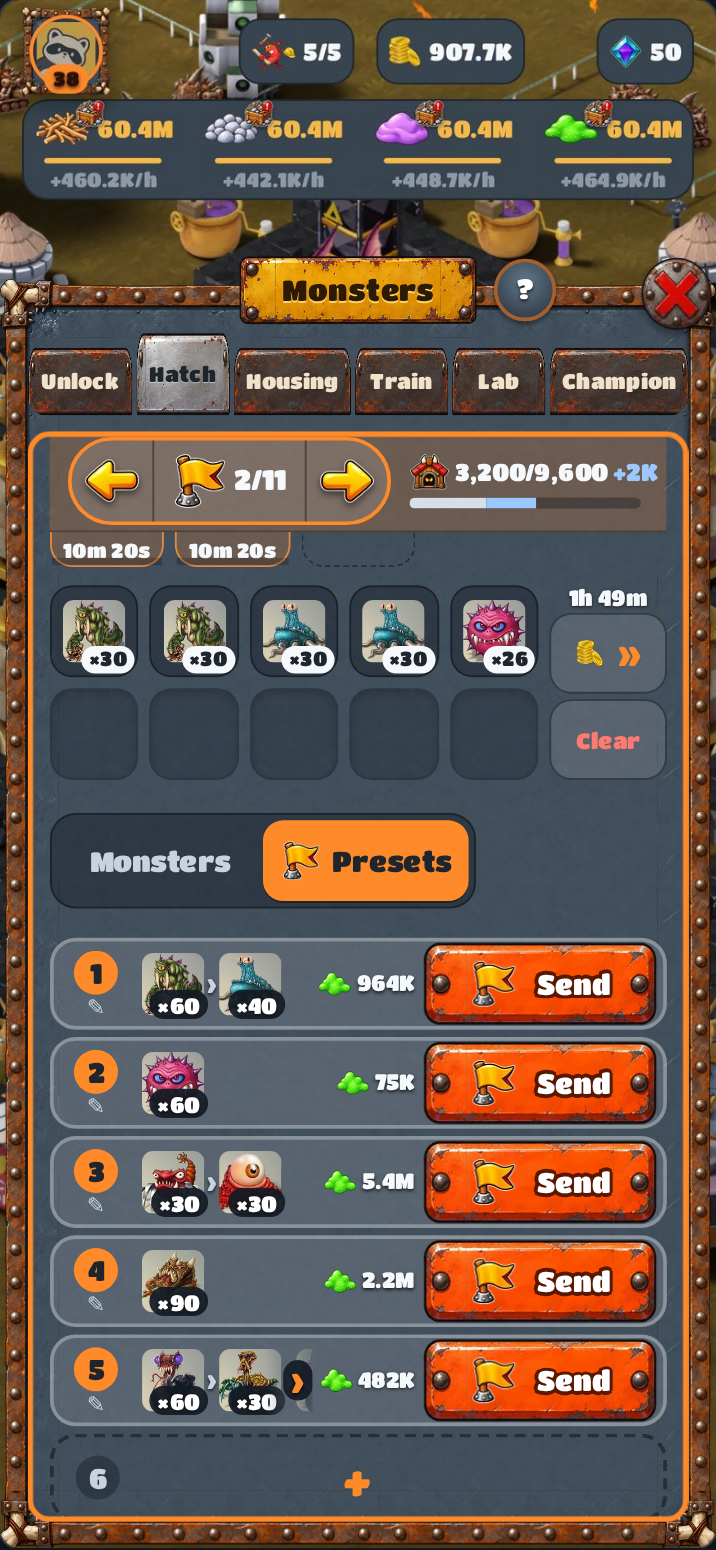 38
5/5
907.7K
50
60.4M
60.4M
60.4M
60.4M
+460.2K/h
+442.1K/h
+448.7K/h
+464.9K/h
Monsters
?
Unlock
Hatch
Housing
Train
Lab
Champion
2/11
3,200/9,600 +2K
10m 20s
10m 20s
1h 49m
×30
×30
×30
×30
×26
Clear
Monsters
Presets
1
×60
×40
964K
Send
2
×60
75K
Send
3
×30
×30
5.4M
Send
4
×90
2.2M
Send
5
×60
×30
482K
Send
6